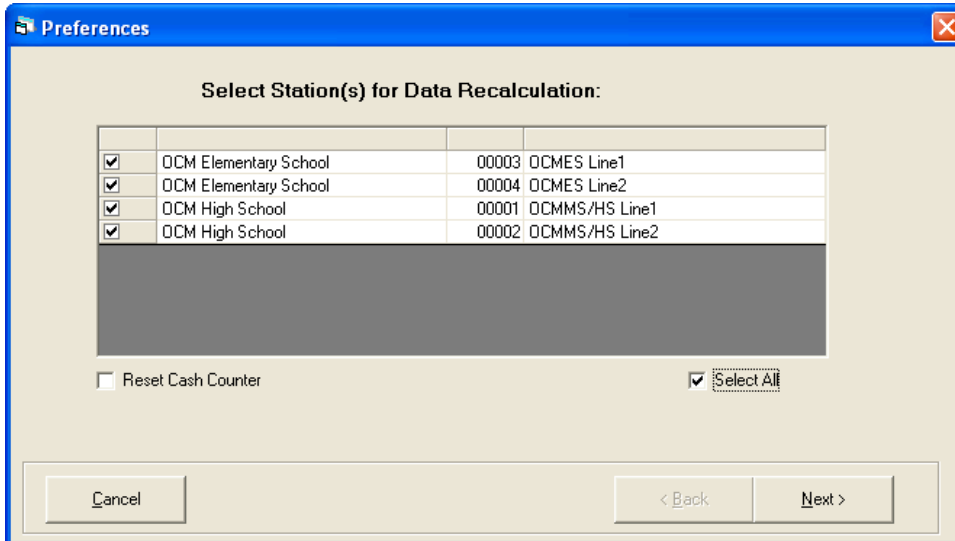 Preferences
Select Station(s) for Data Recalculation:
OCM Elementary School 00003 OCMES Line1
OCM Elementary School 00004 OCMES Line2
OCM High School 00001 OCMMS/HS Line1
OCM High School 00002 OCMMS/HS Line2
Reset Cash Counter Select All
Cancel < Back Next >